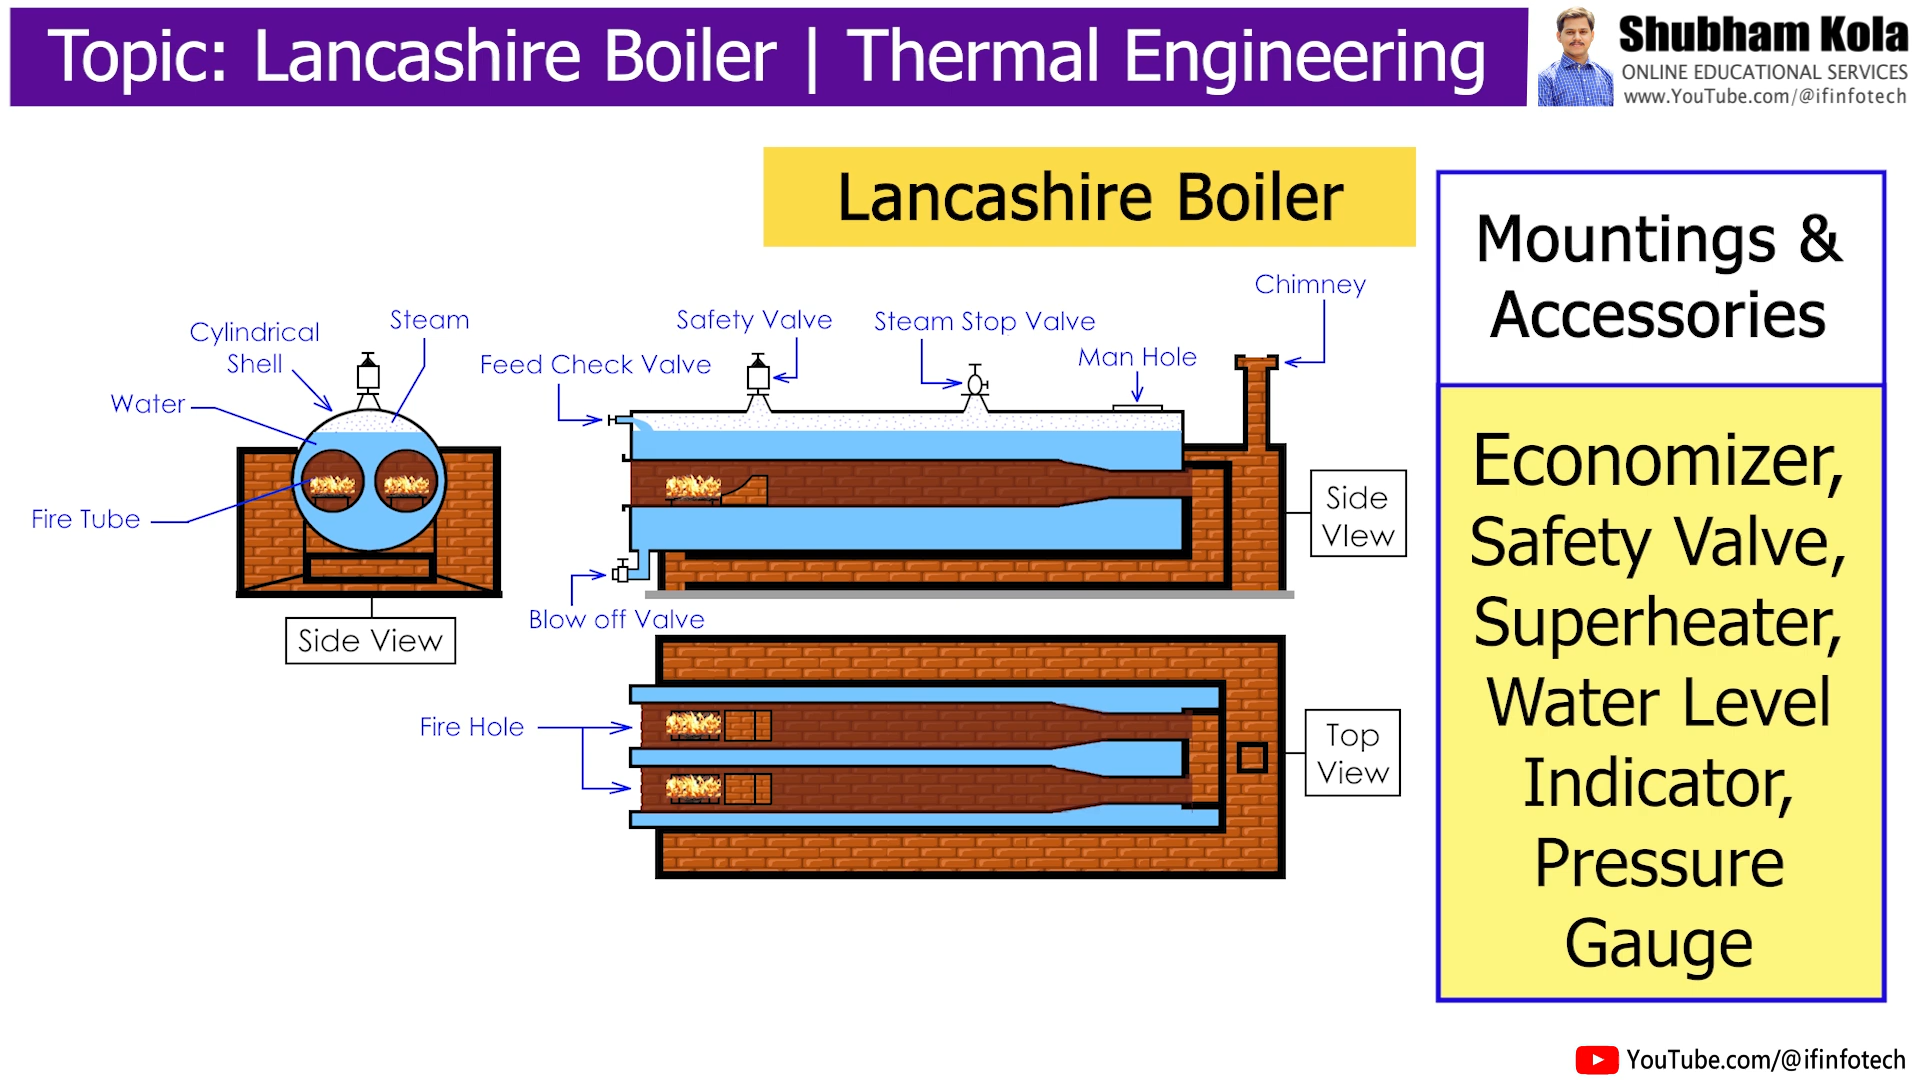 Topic: Lancashire Boiler | Thermal Engineering
Shubham Kola
ONLINE EDUCATIONAL SERVICES
www.YouTube.com/@ifinfotech
Lancashire Boiler
Mountings &
Accessories
Economizer,
Safety Valve,
Superheater,
Water Level
Indicator,
Pressure
Gauge
Cylindrical
Shell
Steam
Water
Fire Tube
Side View
Feed Check Valve
Safety Valve
Steam Stop Valve
Man Hole
Chimney
Side
VIew
Blow off Valve
Fire Hole
Top
View
YouTube.com/@ifinfotech